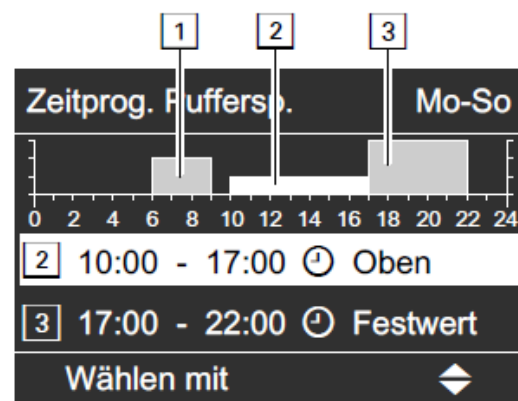 1 2 3
Zeitprog. Puffersp. Mo-So
0 2 4 6 8 10 12 14 16 18 20 22 24
2 10:00 - 17:00 Oben
3 17:00 - 22:00 Festwert
Wählen mit